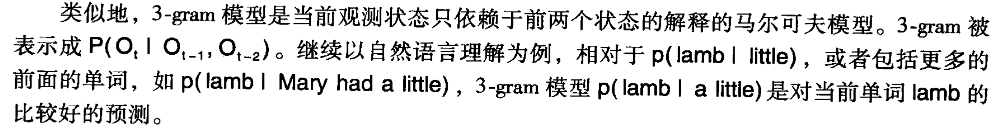 类似地，3-gram 模型是当前观测状态只依赖于前两个状态的解释的马尔可夫模型。3-gram 被
表示成 P(Oₜ | Oₜ₋₁, Oₜ₋₂)。继续以自然语言理解为例，相对于 p(lamb | little)，或者包括更多的
前面的单词，如 p(lamb | Mary had a little)，3-gram 模型 p(lamb | a little)是对当前单词 lamb 的
比较好的预测。